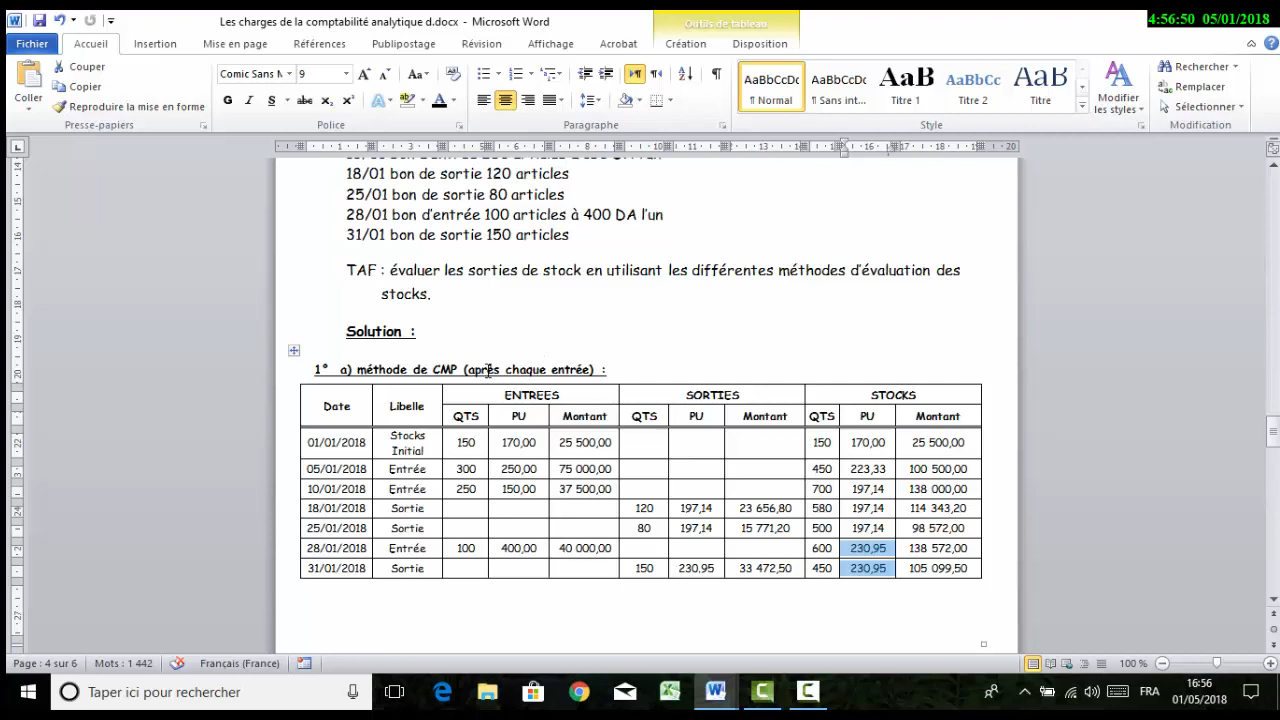 Les charges de la comptabilité analytique d.docx - Microsoft Word
Outils de tableau
4:56:50 05/01/2018
Fichier Accueil Insertion Mise en page Références Publipostage Révision Affichage Acrobat Création Disposition
Coller
Couper
Copier
Reproduire la mise en forme
Presse-papiers
Comic Sans M 9
Police
Paragraphe
AaBbCcDc AaBbCcDc AaB AaBbCc AaB
¶ Normal ¶ Sans int... Titre 1 Titre 2 Titre
Modifier les styles
Style
Rechercher
Remplacer
Sélectionner
Modification
18/01 bon de sortie 120 articles
25/01 bon de sortie 80 articles
28/01 bon d'entrée 100 articles à 400 DA l'un
31/01 bon de sortie 150 articles
TAF : évaluer les sorties de stock en utilisant les différentes méthodes d'évaluation des
stocks.
Solution :
1° a) méthode de CMP (après chaque entrée) :
Date Libelle ENTREES SORTIES STOCKS
QTS PU Montant QTS PU Montant QTS PU Montant
01/01/2018 Stocks Initial 150 170,00 25 500,00 150 170,00 25 500,00
05/01/2018 Entrée 300 250,00 75 000,00 450 223,33 100 500,00
10/01/2018 Entrée 250 150,00 37 500,00 700 197,14 138 000,00
18/01/2018 Sortie 120 197,14 23 656,80 580 197,14 114 343,20
25/01/2018 Sortie 80 197,14 15 771,20 500 197,14 98 572,00
28/01/2018 Entrée 100 400,00 40 000,00 600 230,95 138 572,00
31/01/2018 Sortie 150 230,95 33 472,50 450 230,95 105 099,50
Page : 4 sur 6 Mots : 1 442 Français (France) 100 %
Taper ici pour rechercher
FRA
16:56
01/05/2018